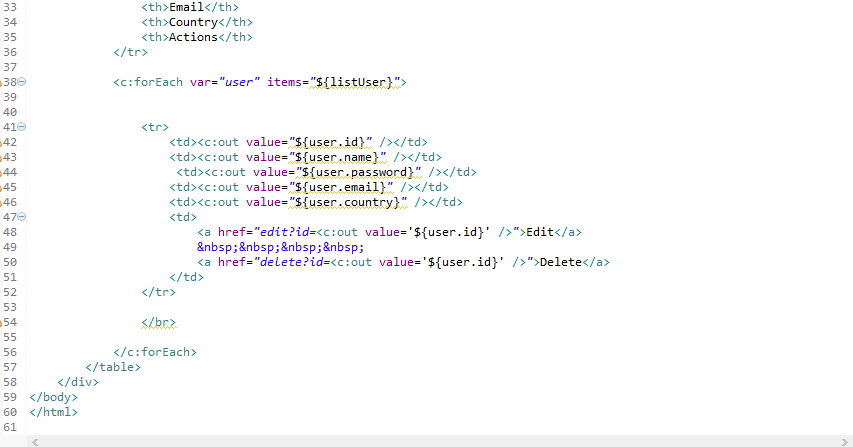 33 <th>Email</th>
34 <th>Country</th>
35 <th>Actions</th>
36 </tr>
37
38 <c:forEach var="user" items="${listUser}">
39
40
41 <tr>
42 <td><c:out value="${user.id}" /></td>
43 <td><c:out value="${user.name}" /></td>
44 <td><c:out value="${user.password}" /></td>
45 <td><c:out value="${user.email}" /></td>
46 <td><c:out value="${user.country}" /></td>
47 <td>
48 <a href="edit?id=<c:out value='${user.id}' />">Edit</a>
49 &nbsp;&nbsp;&nbsp;&nbsp;
50 <a href="delete?id=<c:out value='${user.id}' />">Delete</a>
51 </td>
52 </tr>
53
54 </br>
55
56 </c:forEach>
57 </table>
58 </div>
59 </body>
60 </html>
61